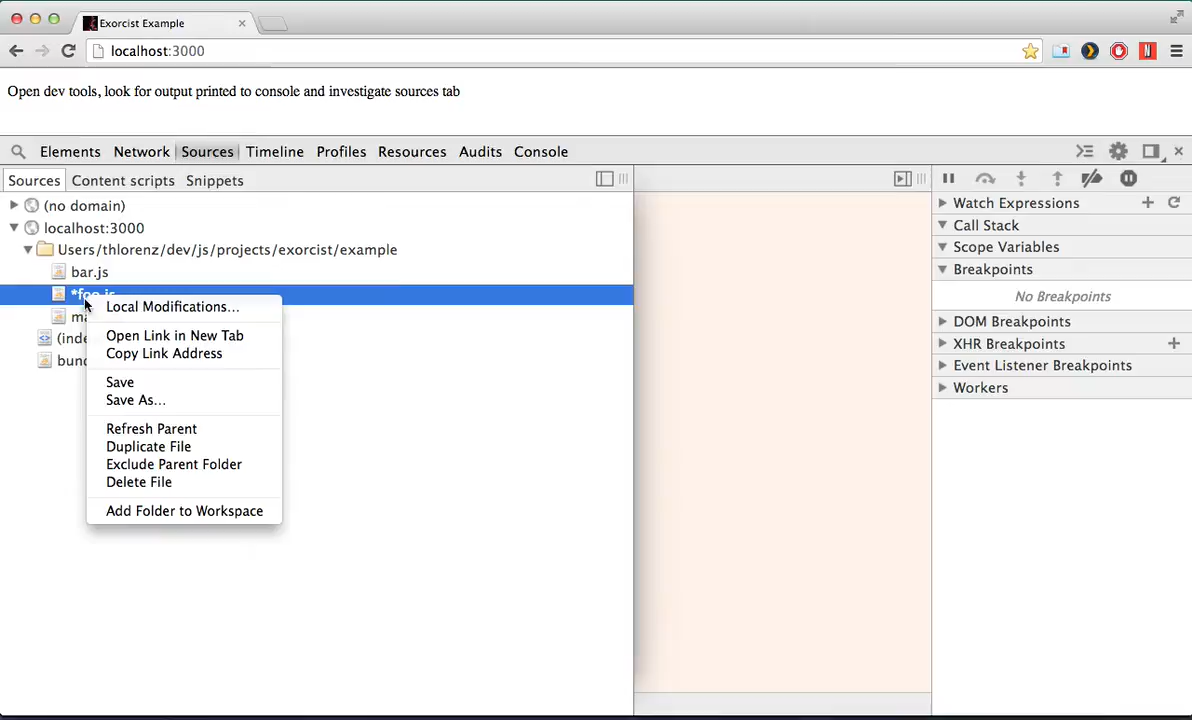 Exorcist Example
localhost:3000
Open dev tools, look for output printed to console and investigate sources tab
Elements Network Sources Timeline Profiles Resources Audits Console
Sources Content scripts Snippets
(no domain)
localhost:3000
Users/thlorenz/dev/js/projects/exorcist/example
bar.js
*foo.js
Local Modifications...
Open Link in New Tab
Copy Link Address
Save
Save As...
Refresh Parent
Duplicate File
Exclude Parent Folder
Delete File
Add Folder to Workspace
Watch Expressions
Call Stack
Scope Variables
Breakpoints
No Breakpoints
DOM Breakpoints
XHR Breakpoints
Event Listener Breakpoints
Workers